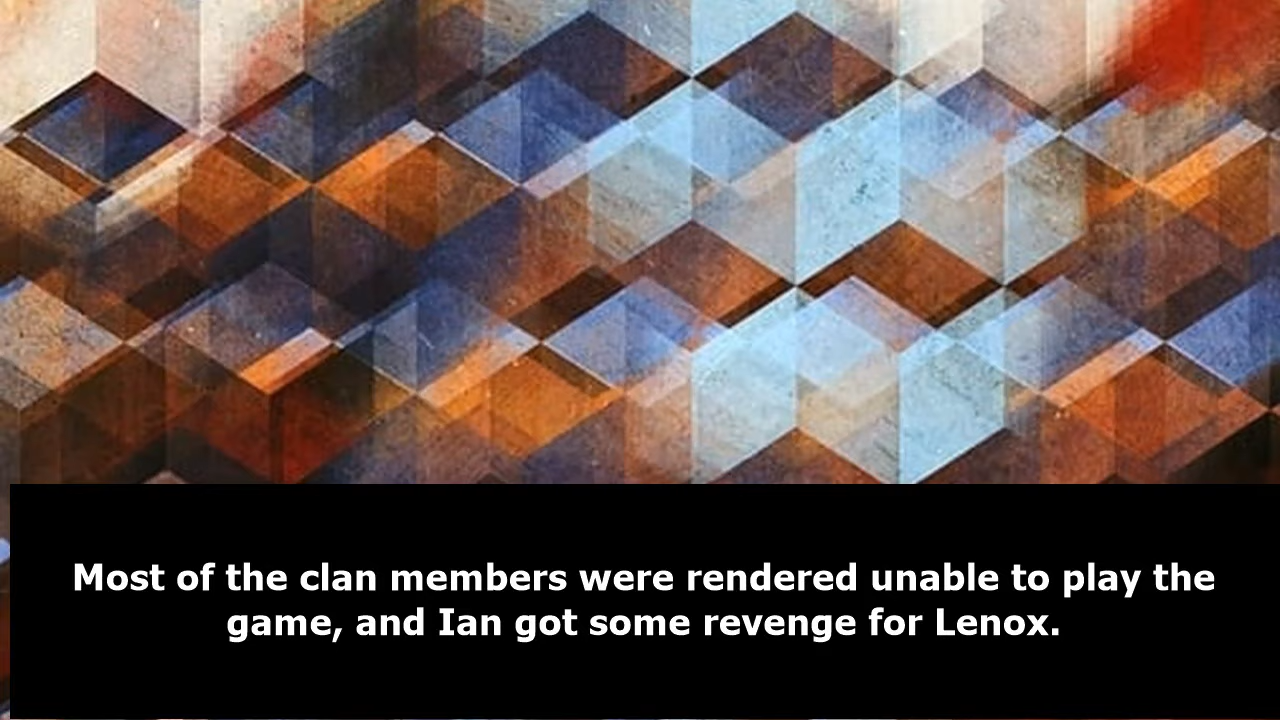 Most of the clan members were rendered unable to play the
game, and Ian got some revenge for Lenox.